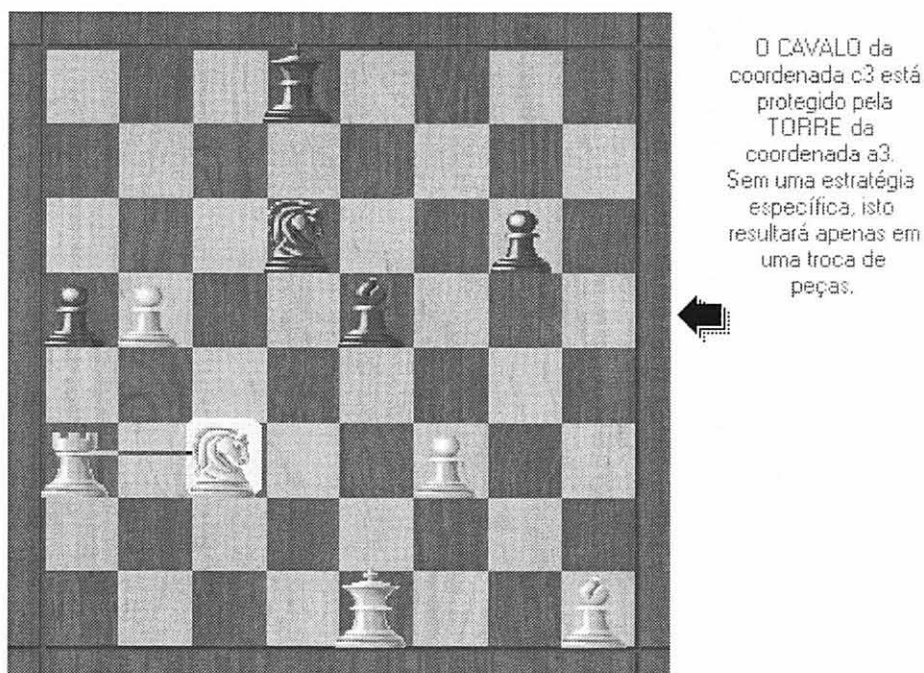 O CAVALO da
coordenada c3 está
protegido pela
TORRE da
coordenada a3.
Sem uma estratégia
específica, isto
resultará apenas em
uma troca de
peças.